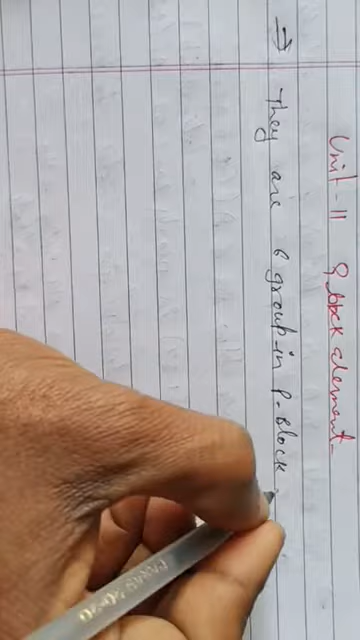 Unit-11 P-block element-
→ They are 6 group in P-Block